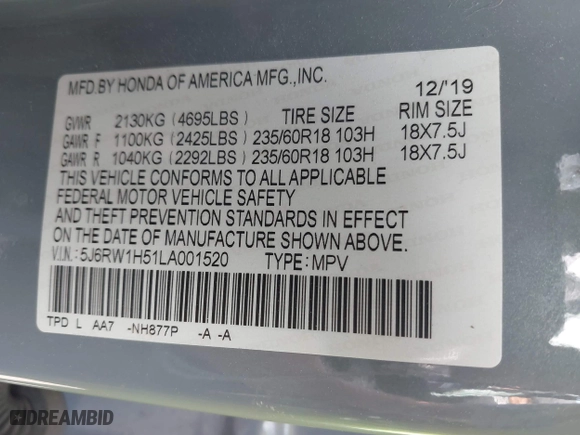 MFD.BY HONDA OF AMERICA MFG.,INC.
12/'19
GVWR 2130KG (4695LBS) TIRE SIZE RIM SIZE
GAWR F 1100KG (2425LBS) 235/60R18 103H 18X7.5J
GAWR R 1040KG (2292LBS) 235/60R18 103H 18X7.5J
THIS VEHICLE CONFORMS TO ALL APPLICABLE
FEDERAL MOTOR VEHICLE SAFETY
AND THEFT PREVENTION STANDARDS IN EFFECT
ON THE DATE OF MANUFACTURE SHOWN ABOVE.
V.I.N.: 5J6RW1H51LA001520 TYPE: MPV
TPD L AA7 -NH877P -A -A
DREAMBID